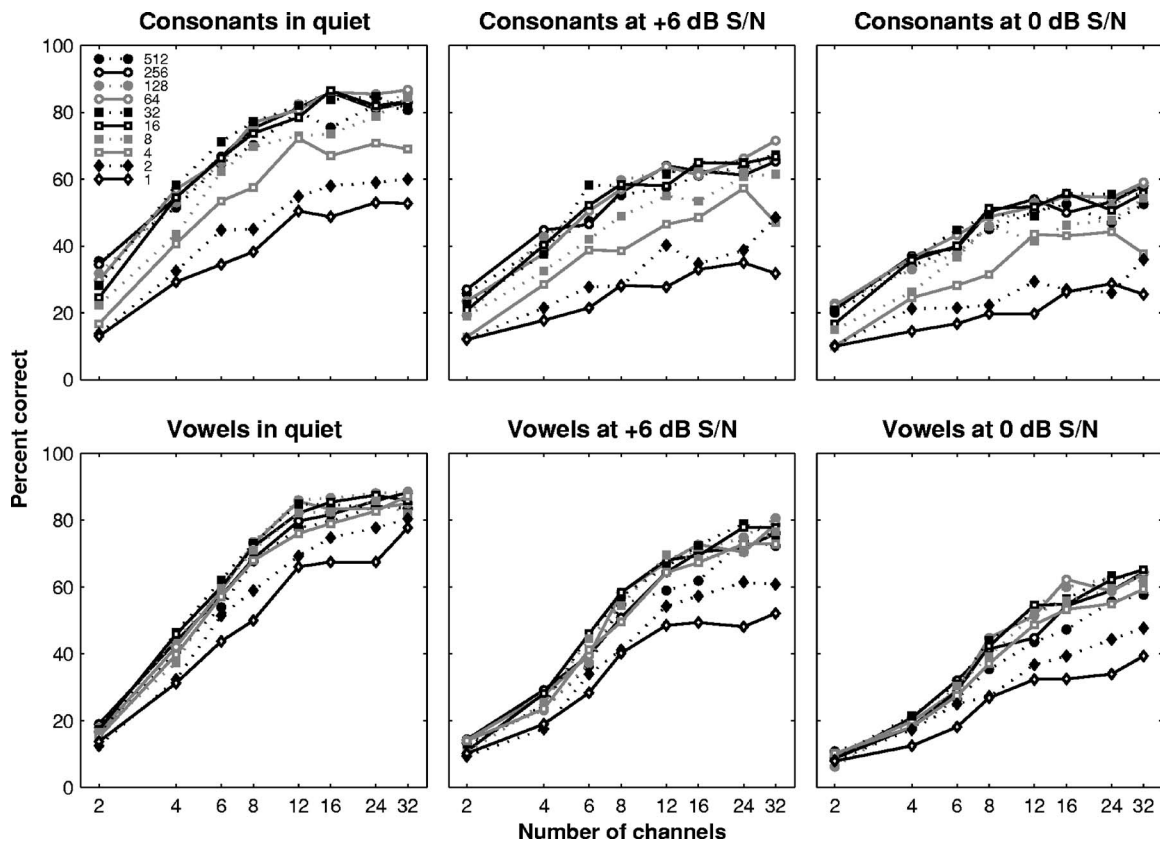 Consonants in quiet
Consonants at +6 dB S/N
Consonants at 0 dB S/N
100
80
60
40
20
0
512
256
128
64
32
16
8
4
2
1
Percent correct
Vowels in quiet
Vowels at +6 dB S/N
Vowels at 0 dB S/N
100
80
60
40
20
0
2 4 6 8 12 16 24 32
2 4 6 8 12 16 24 32
2 4 6 8 12 16 24 32
Number of channels